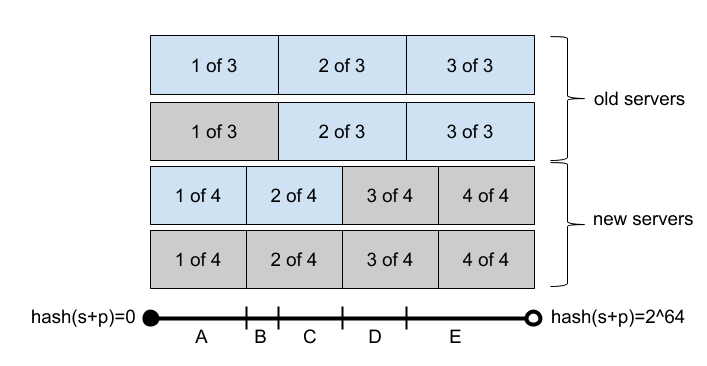 1 of 3 2 of 3 3 of 3
old servers
1 of 3 2 of 3 3 of 3
1 of 4 2 of 4 3 of 4 4 of 4
new servers
1 of 4 2 of 4 3 of 4 4 of 4
hash(s+p)=0 hash(s+p)=2^64
A B C D E